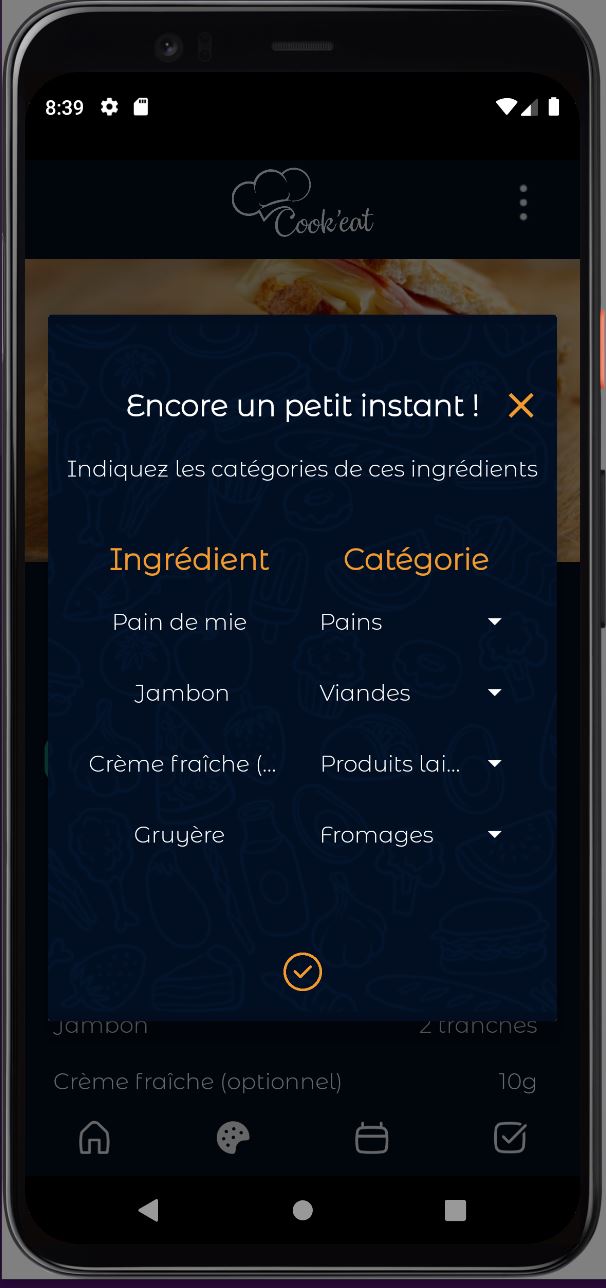 8:39
Cook'eat
Encore un petit instant !
Indiquez les catégories de ces ingrédients
Ingrédient Catégorie
Pain de mie Pains
Jambon Viandes
Crème fraîche (... Produits lai...
Gruyère Fromages
Jambon 2 tranches
Crème fraîche (optionnel) 10g